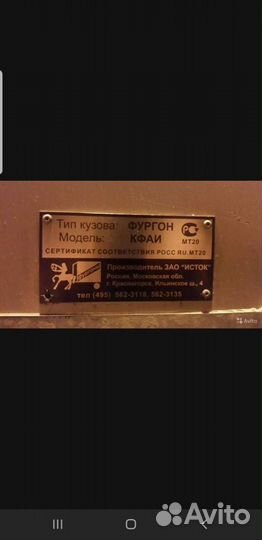 Тип кузова: ФУРГОН
Модель: КФАИ
МТ20
СЕРТИФИКАТ СООТВЕТСТВИЯ РОСС RU.МТ20
Производитель ЗАО "ИСТОК"
Россия, Московская обл.
г. Красногорск, Ильинское ш., 4
тел (495) 562-3118, 562-3135
Avito
Avito